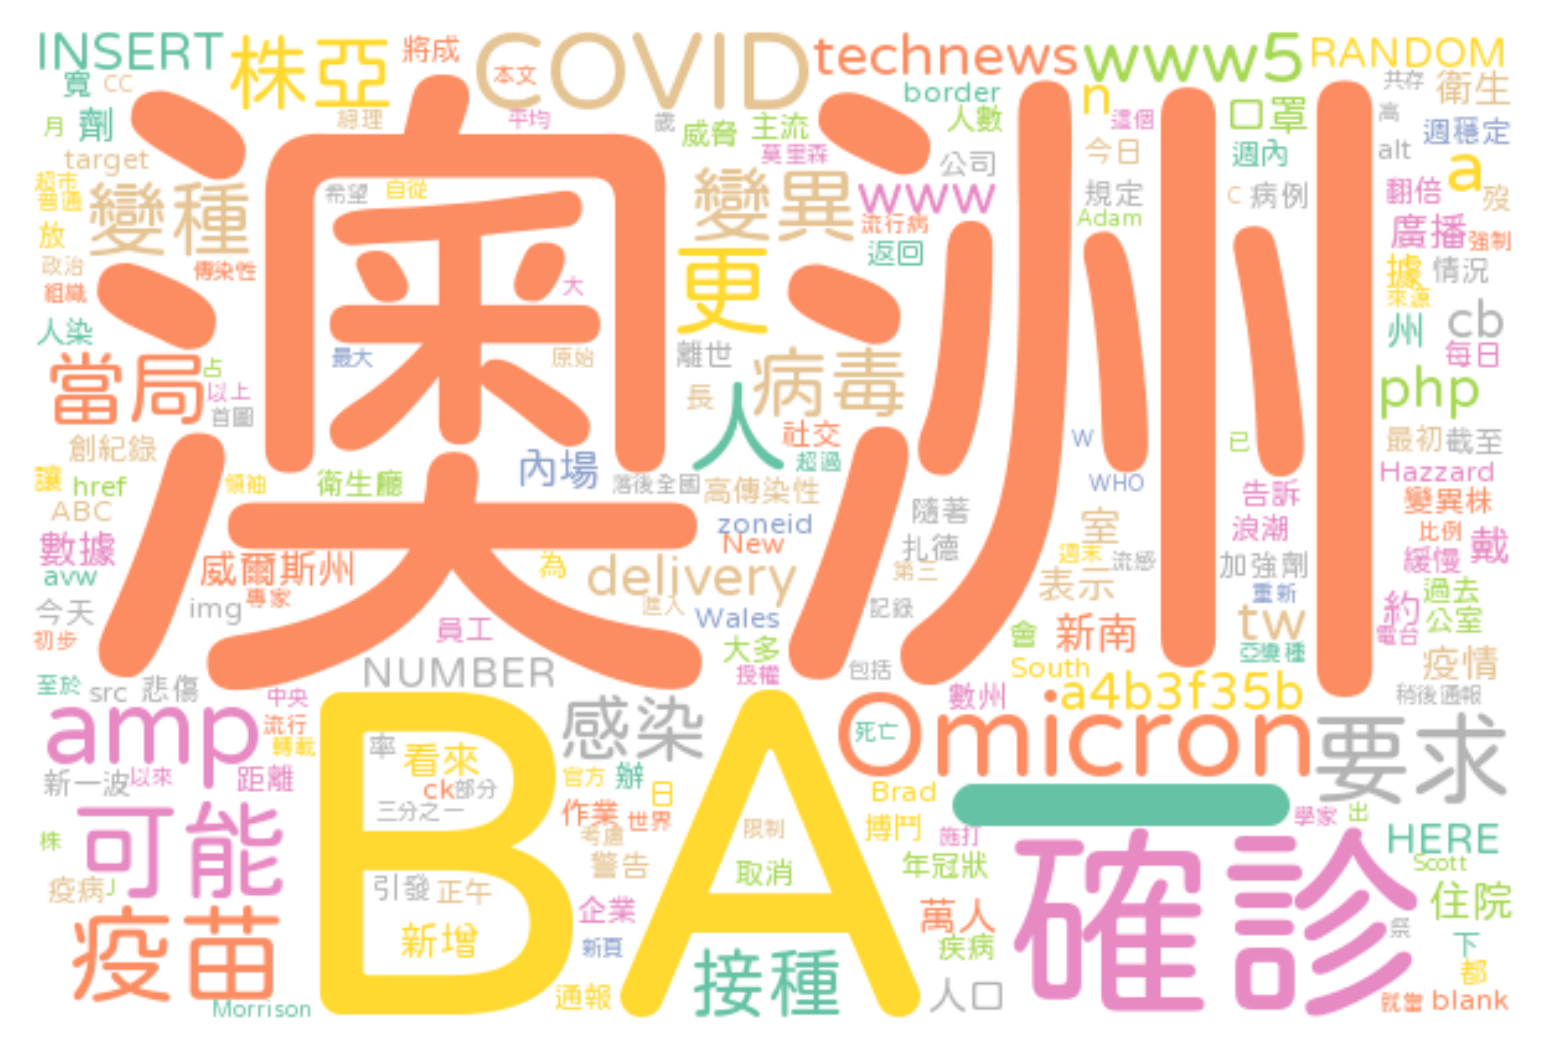 INSERT
株亞
將成
COVID
本文
technews
www5
RANDOM
寬
CC
border
n
共存
衛生
月
劑
總理
平均
歲
威脅
主流
人數
這個
口罩
高
週穩定
target
莫里森
公司
今日
週內
alt
a
超市
普通
變種
希望
自從
變異
www
規定
C
病例
翻倍
歿
放
流行病
Adam
廣播
強制
政治
傳染性
更
返回
據
情況
組織
大
來源
人染
澳洲
州
cb
最大
原始
離世
病毒
每日
當局
占
以上
長
人
php
首圖
社交
W
已
最初
截至
創紀錄
內場
超過
WHO
Hazzard
讓
href
領袖
衛生廳
落後全國
高傳染性
告訴
變異株
ABC
zoneid
隨著
室
浪潮
比例
戴
數據
New
扎德
週末
流感
加強劑
緩慢
avw
威爾斯州
為
delivery
第三
表示
重新
過去
今天
img
專家
進入
Wales
記錄
新南
tw
約
公室
初步
員工
大多
會
亞變種
電台
疫情
至於
src
悲傷
中央
NUMBER
授權
包括
South
數州
a4b3f35b
稍後通報
amp
流行
轉載
率
看來
感染
Omicron
死亡
要求
新一波
以來
距離
ck
部分
官方
辦
日
Brad
一
三分之一
作業
世界
限制
博鬥
施打
學家
出
可能
考慮
HERE
株
警告
取消
年冠狀
確診
Scott
疫病
J
引發
正午
BA
企業
萬人
住院
疫苗
新增
新頁
接種
疾病
祭
下
都
Morrison
通報
人口
就當
blank